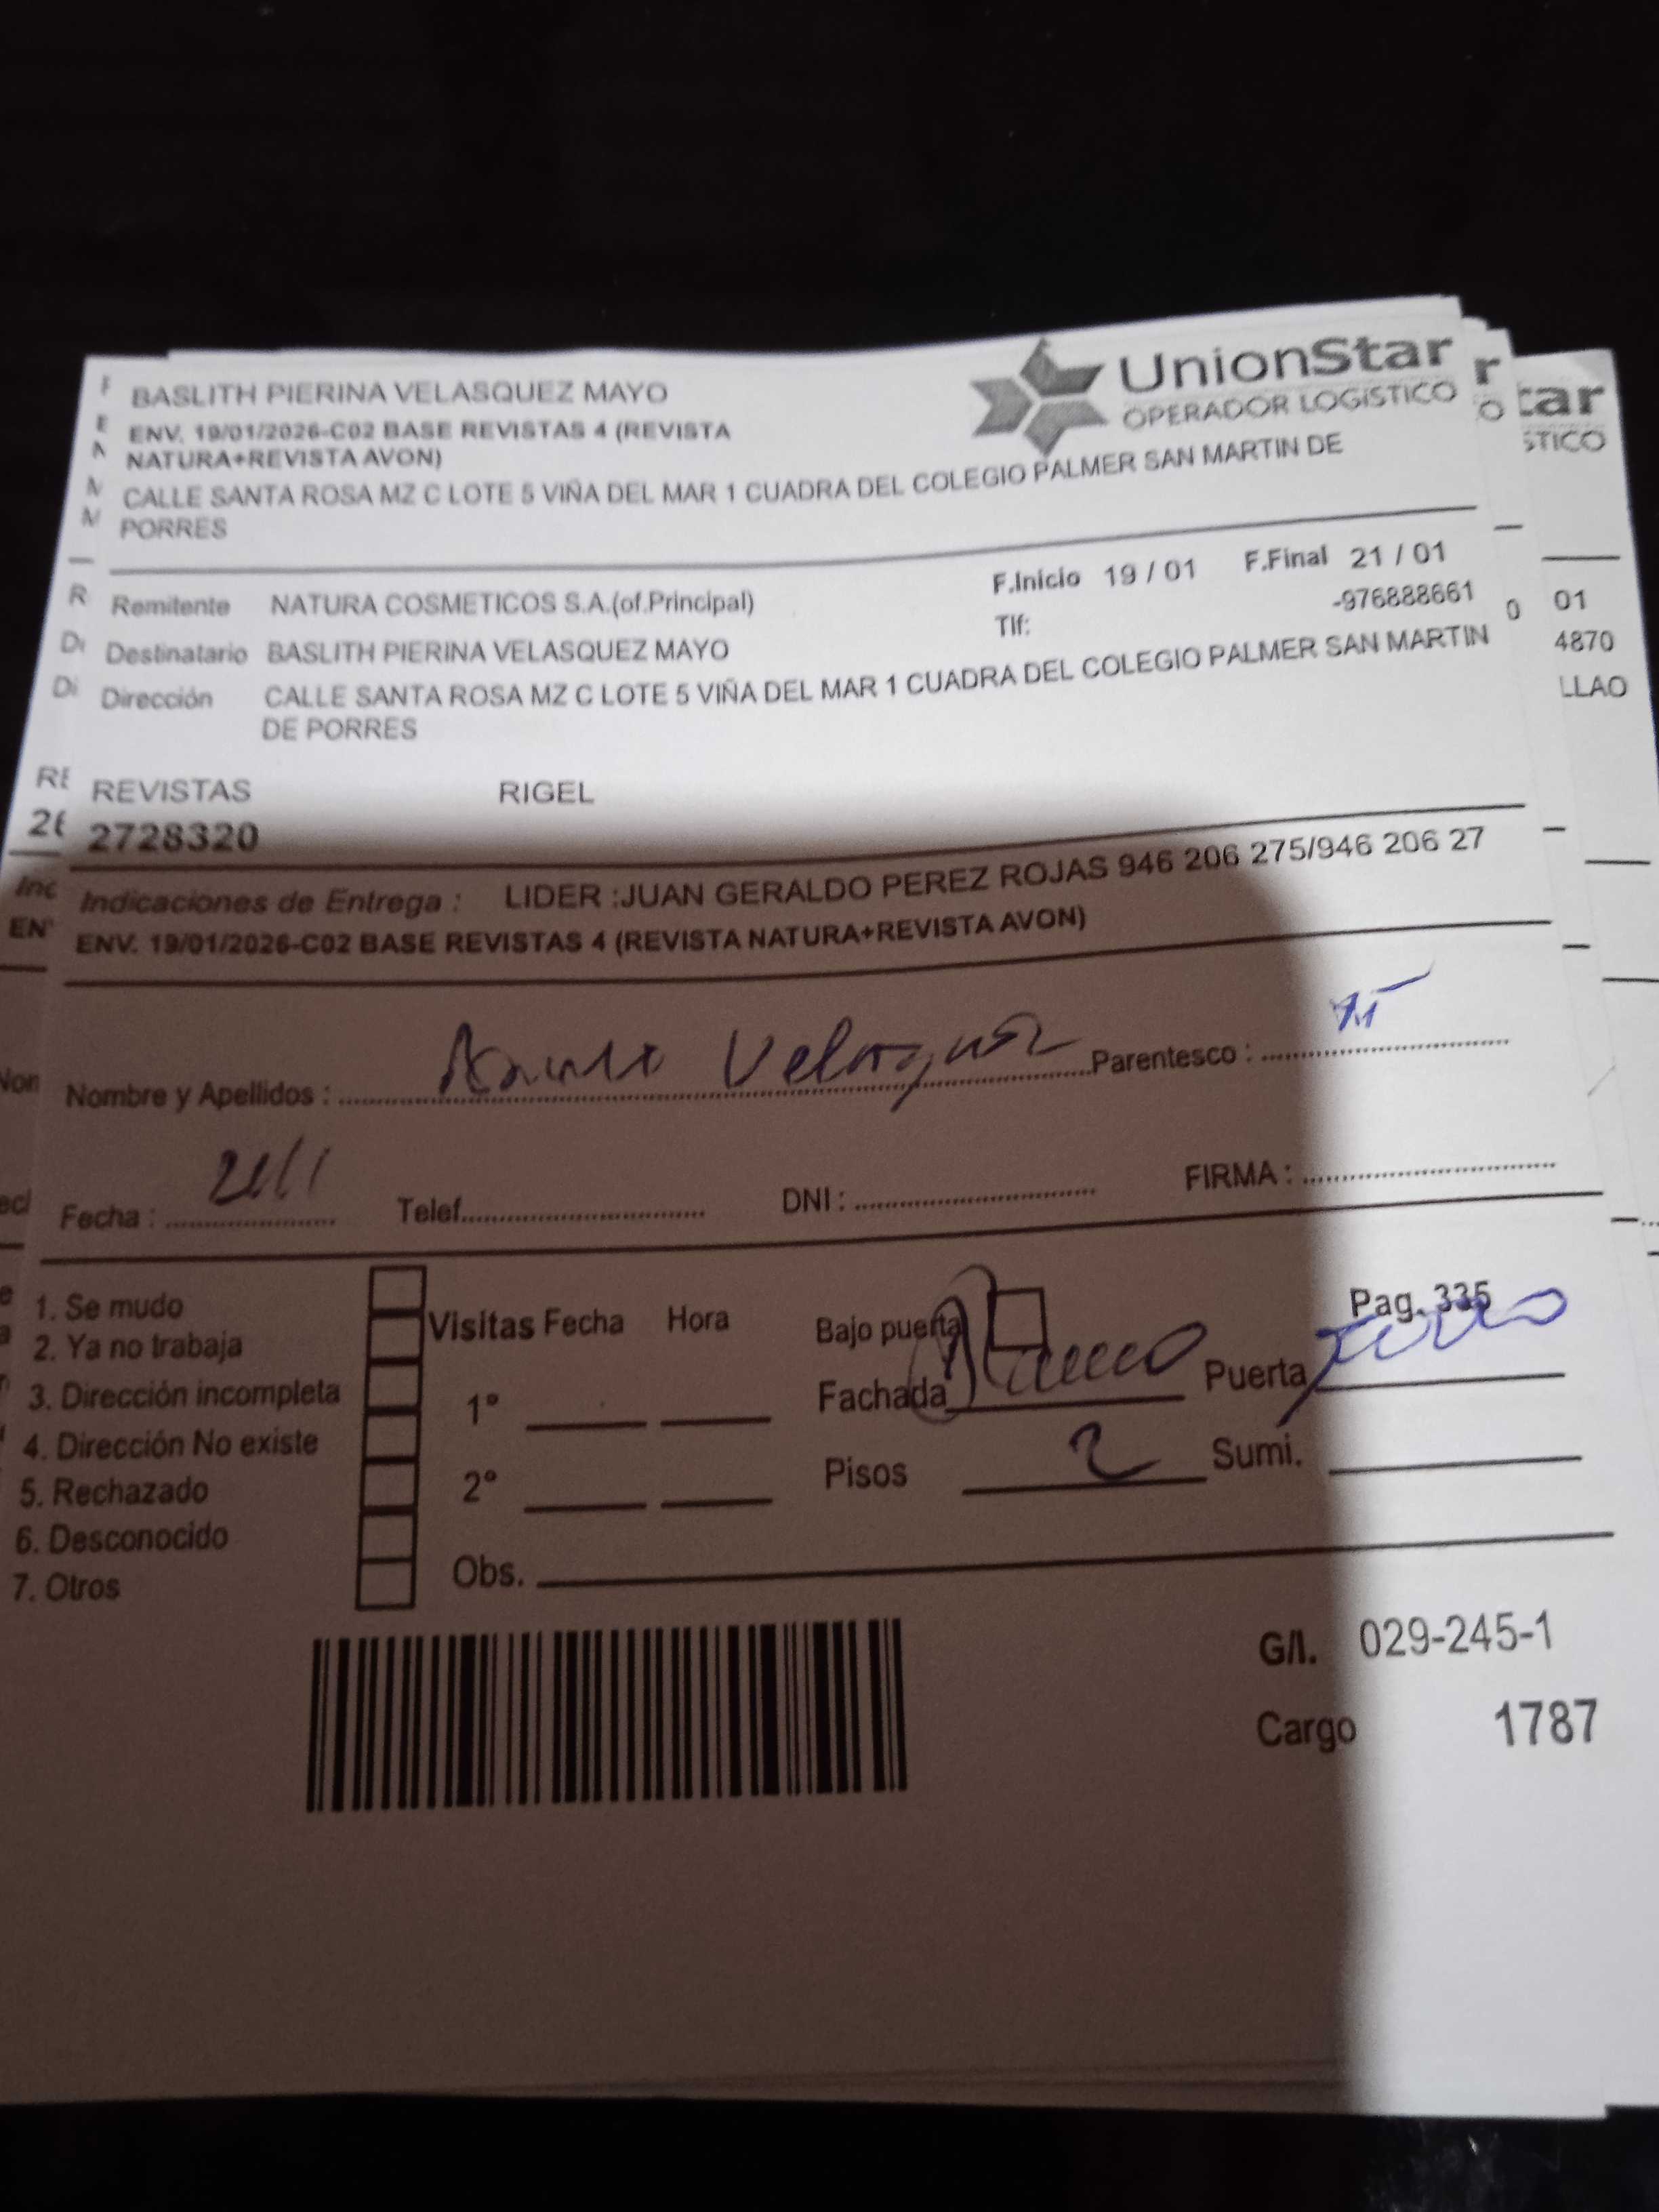 BASLITH PIERINA VELASQUEZ MAYO
UnionStar
OPERADOR LOGÍSTICO
ENV. 19/01/2026-C02 BASE REVISTAS 4 (REVISTA
NATURA+REVISTA AVON)
CALLE SANTA ROSA MZ C LOTE 5 VIÑA DEL MAR 1 CUADRA DEL COLEGIO PALMER SAN MARTIN DE
PORRES
F.Inicio 19 / 01 F.Final 21 / 01
Remitente NATURA COSMETICOS S.A.(of.Principal)
Tlf: -976888661
Destinatario BASLITH PIERINA VELASQUEZ MAYO
Dirección CALLE SANTA ROSA MZ C LOTE 5 VIÑA DEL MAR 1 CUADRA DEL COLEGIO PALMER SAN MARTIN
DE PORRES
REVISTAS RIGEL
2728320
Indicaciones de Entrega : LIDER :JUAN GERALDO PEREZ ROJAS 946 206 275/946 206 27
ENV. 19/01/2026-C02 BASE REVISTAS 4 (REVISTA NATURA+REVISTA AVON)
Nombre y Apellidos : Velasquez Parentesco :
Fecha : Telef. DNI : FIRMA :
1. Se mudo
2. Ya no trabaja
3. Dirección incompleta
4. Dirección No existe
5. Rechazado
6. Desconocido
7. Otros
Visitas Fecha Hora
1°
2°
Obs.
Bajo puerta Pag. 335
Fachada Puerta
Pisos 2 Sumi.
G/I. 029-245-1
Cargo 1787
tar
STICO
01
4870
LLAO